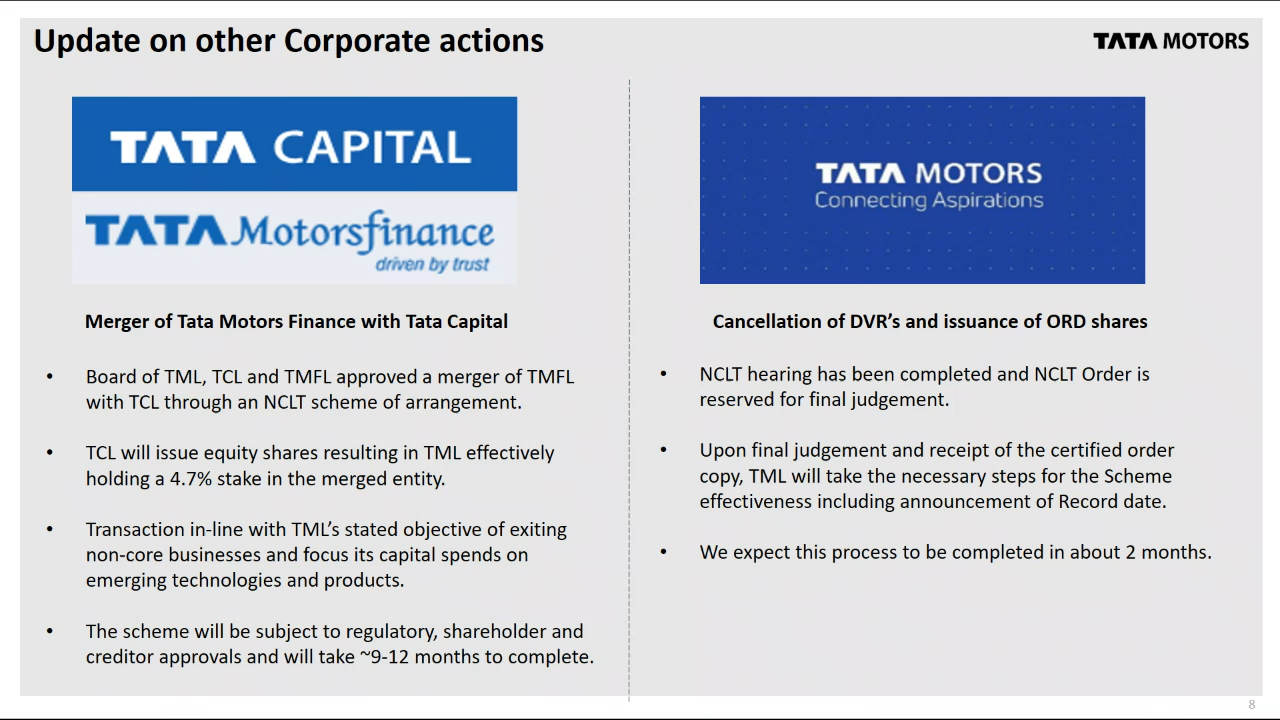 Update on other Corporate actions
TATA MOTORS
TATA CAPITAL
TATA Motorsfinance
driven by trust
Merger of Tata Motors Finance with Tata Capital
• Board of TML, TCL and TMFL approved a merger of TMFL
with TCL through an NCLT scheme of arrangement.
• TCL will issue equity shares resulting in TML effectively
holding a 4.7% stake in the merged entity.
• Transaction in-line with TML’s stated objective of exiting
non-core businesses and focus its capital spends on
emerging technologies and products.
• The scheme will be subject to regulatory, shareholder and
creditor approvals and will take ~9-12 months to complete.
TATA MOTORS
Connecting Aspirations
Cancellation of DVR’s and issuance of ORD shares
• NCLT hearing has been completed and NCLT Order is
reserved for final judgement.
• Upon final judgement and receipt of the certified order
copy, TML will take the necessary steps for the Scheme
effectiveness including announcement of Record date.
• We expect this process to be completed in about 2 months.
8